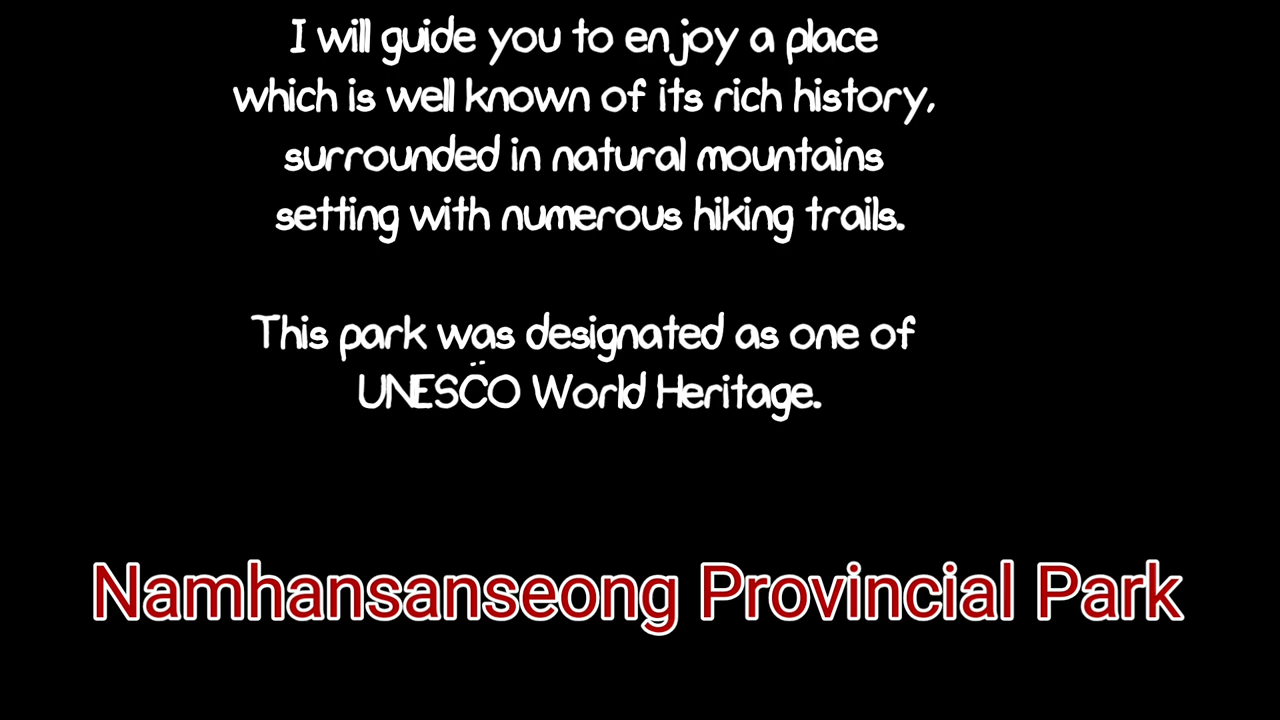 I will guide you to enjoy a place
which is well known of its rich history,
surrounded in natural mountains
setting with numerous hiking trails.
This park was designated as one of
UNESCO World Heritage.
Namhansanseong Provincial Park